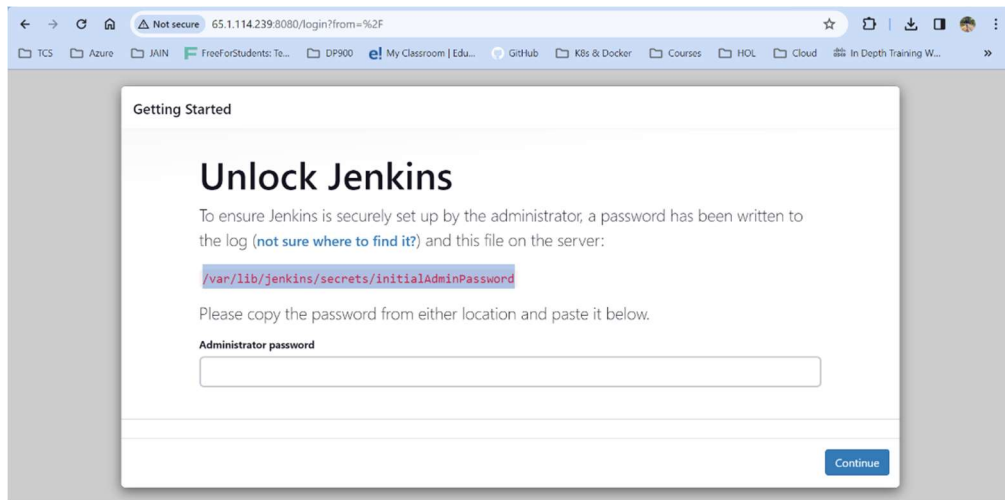 Not secure 65.1.114.239:8080/login?from=%2F
TCS Azure JAIN FreeForStudents: Te... DP900 e! My Classroom | Edu... GitHub K8s & Docker Courses HOL Cloud In Depth Training W... »
Getting Started
Unlock Jenkins
To ensure Jenkins is securely set up by the administrator, a password has been written to
the log (not sure where to find it?) and this file on the server:
/var/lib/jenkins/secrets/initialAdminPassword
Please copy the password from either location and paste it below.
Administrator password
Continue